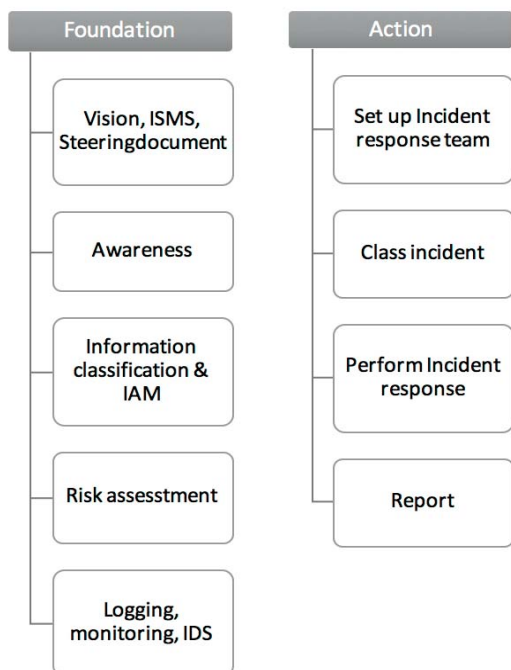 Foundation
Vision, ISMS,
Steeringdocument
Awareness
Information
classification &
IAM
Risk assesstment
Logging,
monitoring, IDS
Action
Set up Incident
response team
Class incident
Perform Incident
response
Report